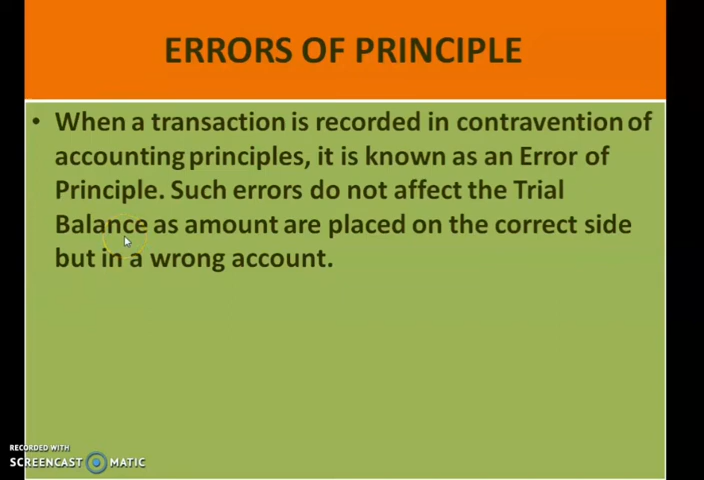 ERRORS OF PRINCIPLE
• When a transaction is recorded in contravention of
accounting principles, it is known as an Error of
Principle. Such errors do not affect the Trial
Balance as amount are placed on the correct side
but in a wrong account.
RECORDED WITH
SCREENCAST MATIC